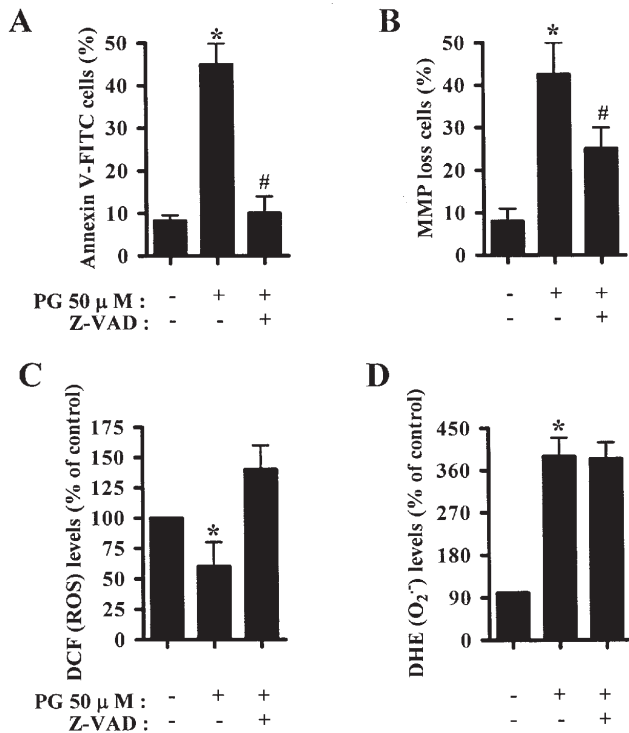 A
Annexin V-FITC cells (%)
50
40
30
20
10
0
*
#
PG 50 μ M : - + +
Z-VAD : - - +
B
MMP loss cells (%)
50
40
30
20
10
0
*
#
- + +
- - +
C
DCF (ROS) levels (% of control)
175
150
125
100
75
50
25
0
*
PG 50 μ M : - + +
Z-VAD : - - +
D
DHE (O₂·⁻) levels (% of control)
450
360
270
180
90
0
*
- + +
- - +